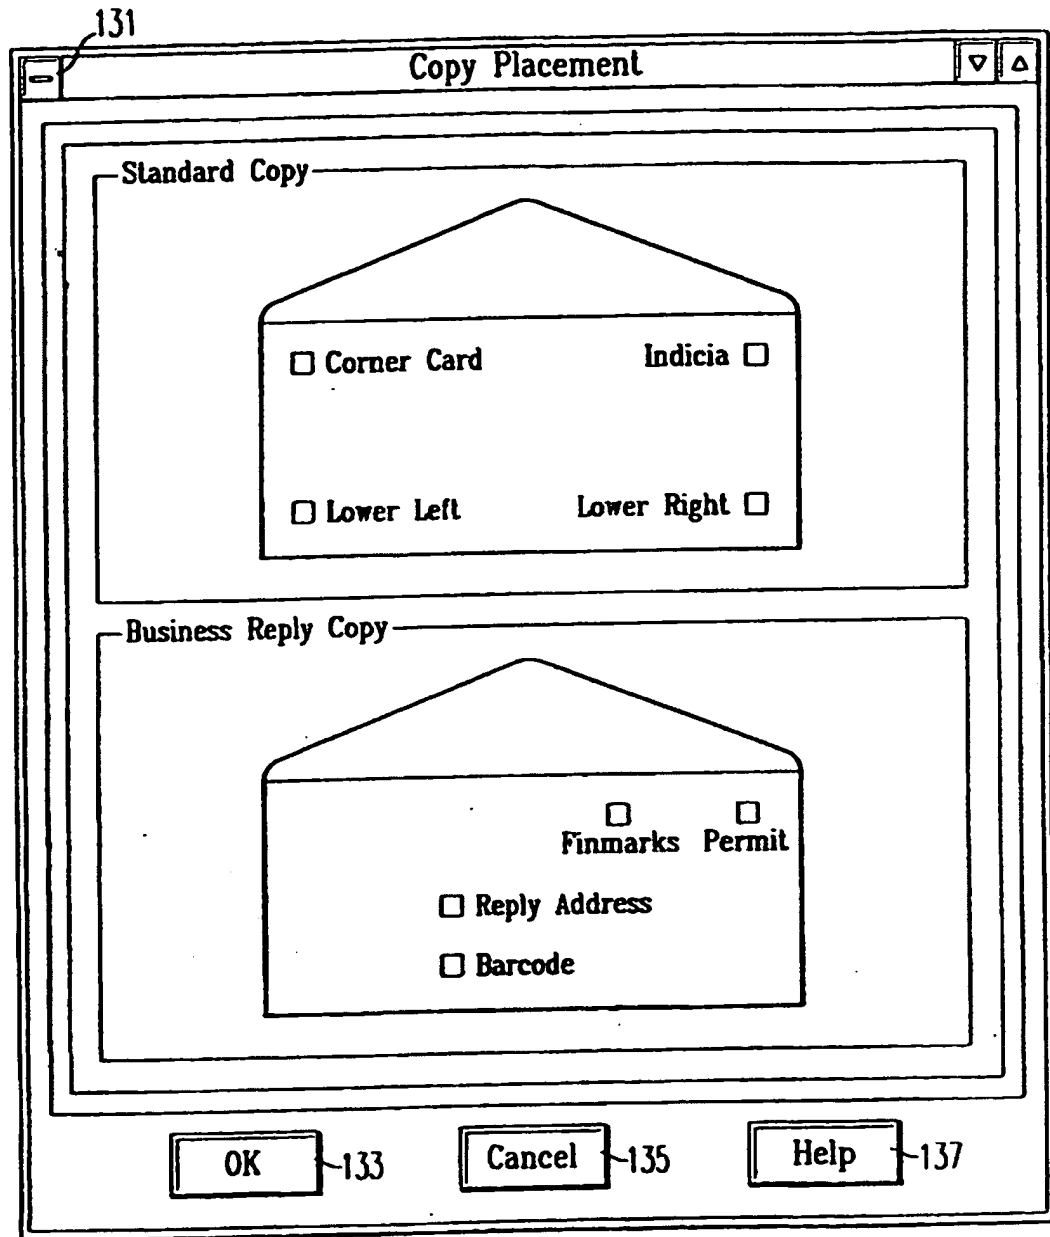 131
Copy Placement
Standard Copy
Corner Card
Indicia
Lower Left
Lower Right
Business Reply Copy
Finmarks
Permit
Reply Address
Barcode
OK
133
Cancel
135
Help
137